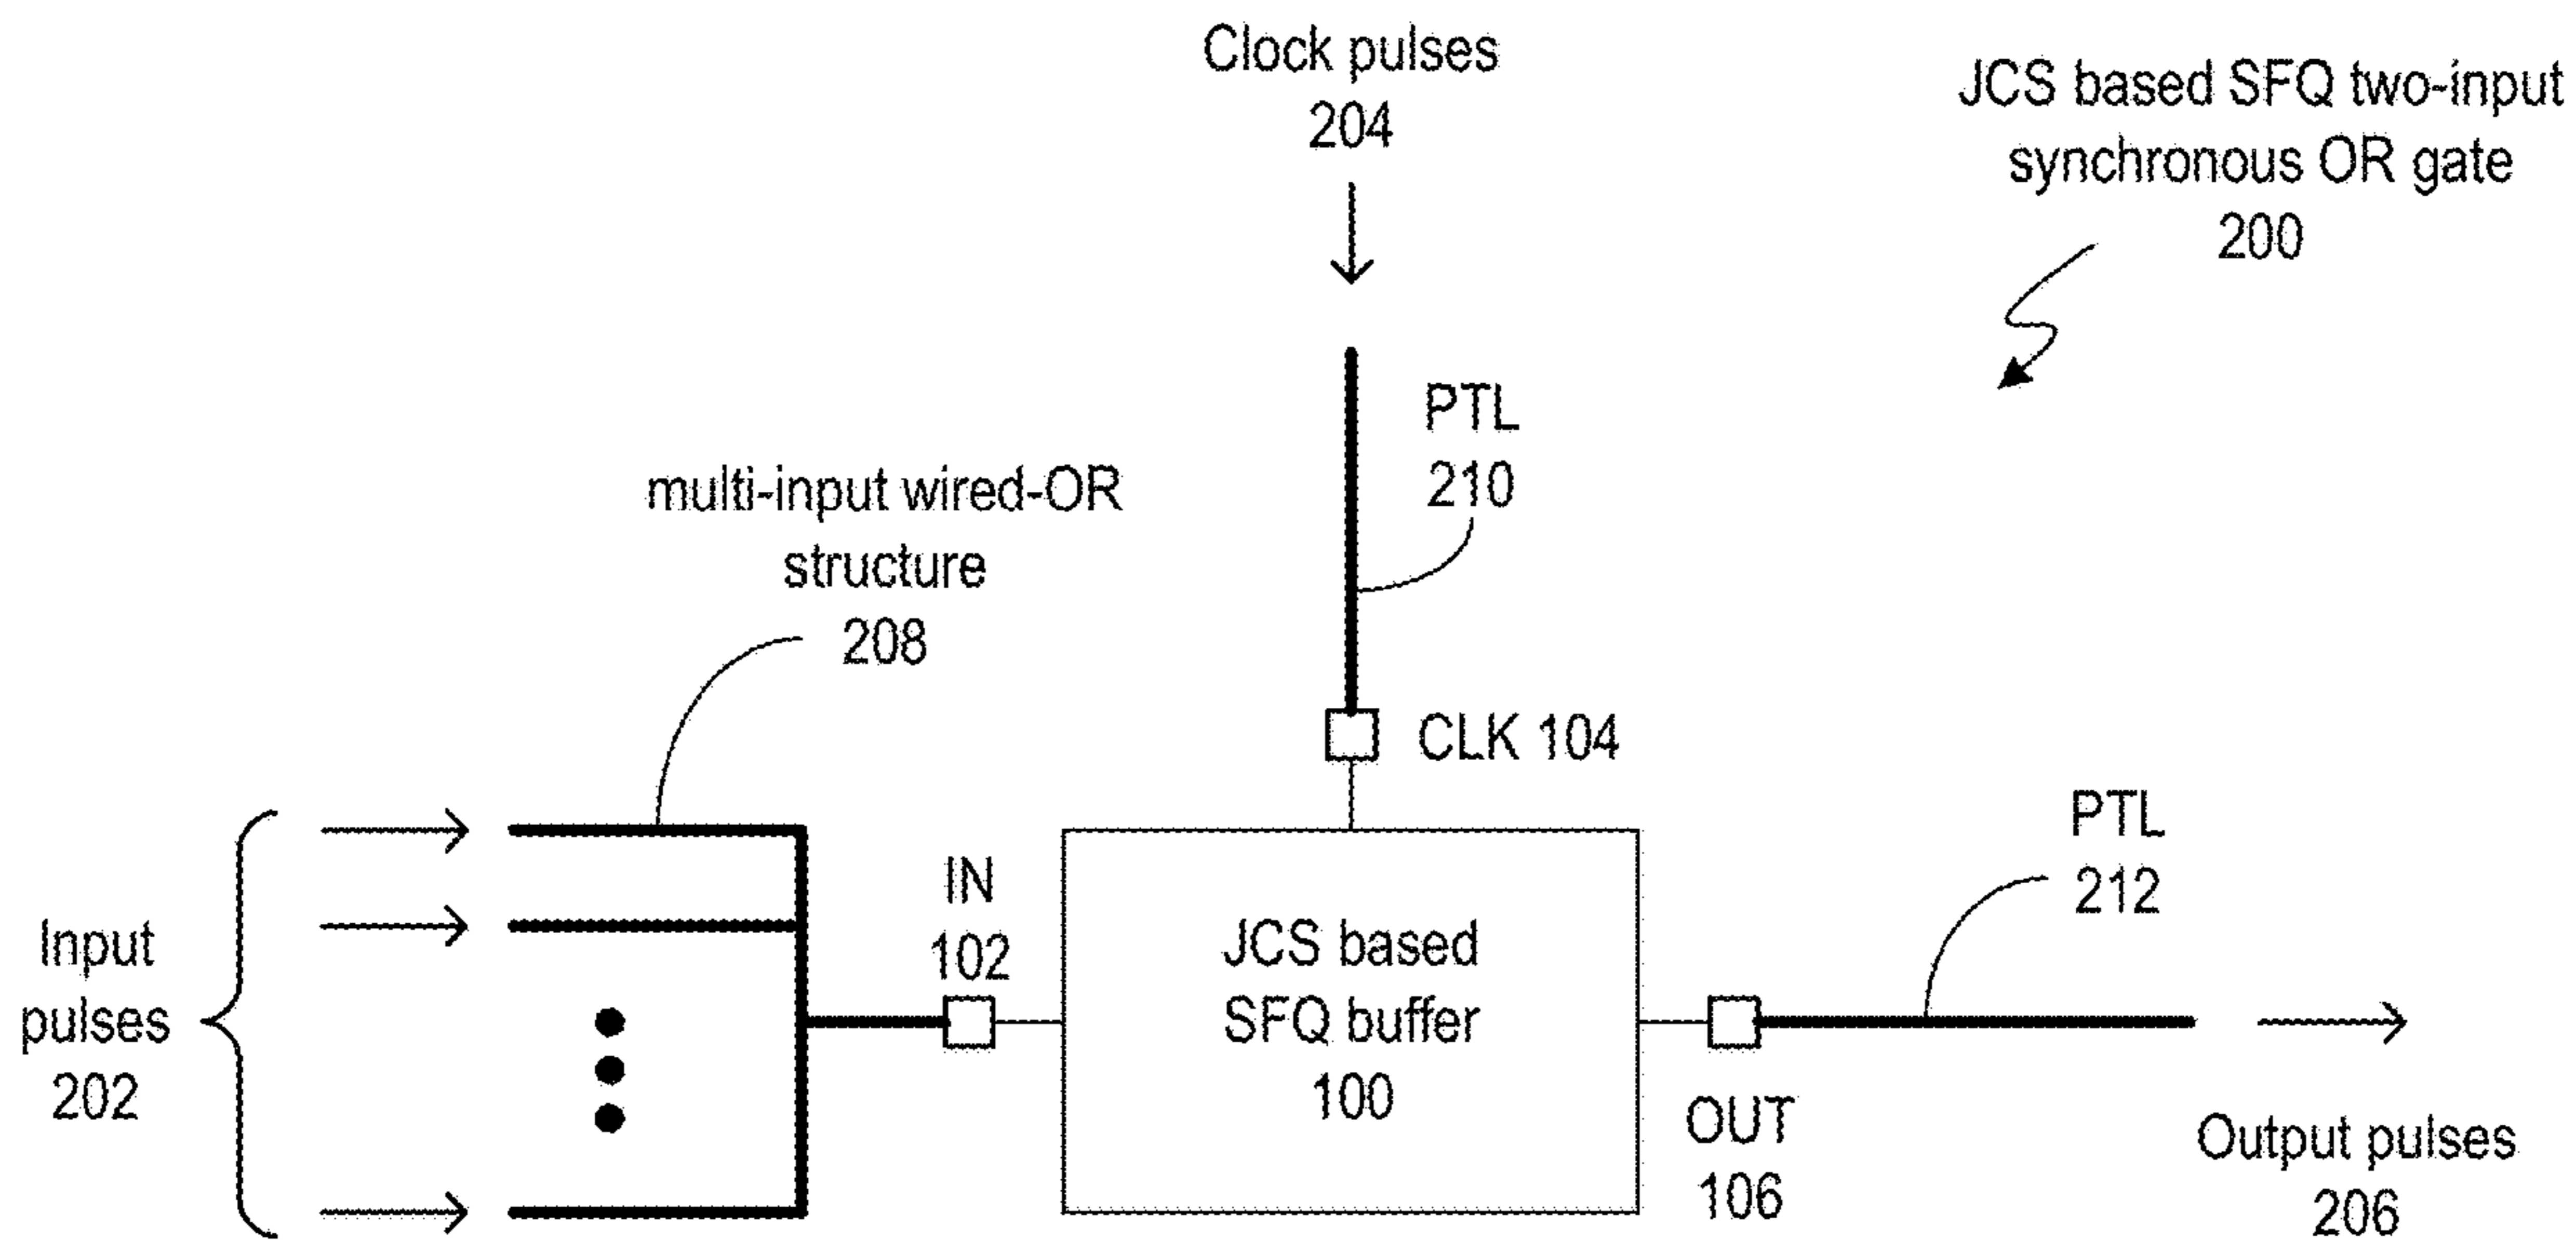 Clock pulses
204
JCS based SFQ two-input
synchronous OR gate
200
PTL
210
multi-input wired-OR
structure
208
CLK 104
PTL
212
IN
102
Input
pulses
202
JCS based
SFQ buffer
100
OUT
106
Output pulses
206